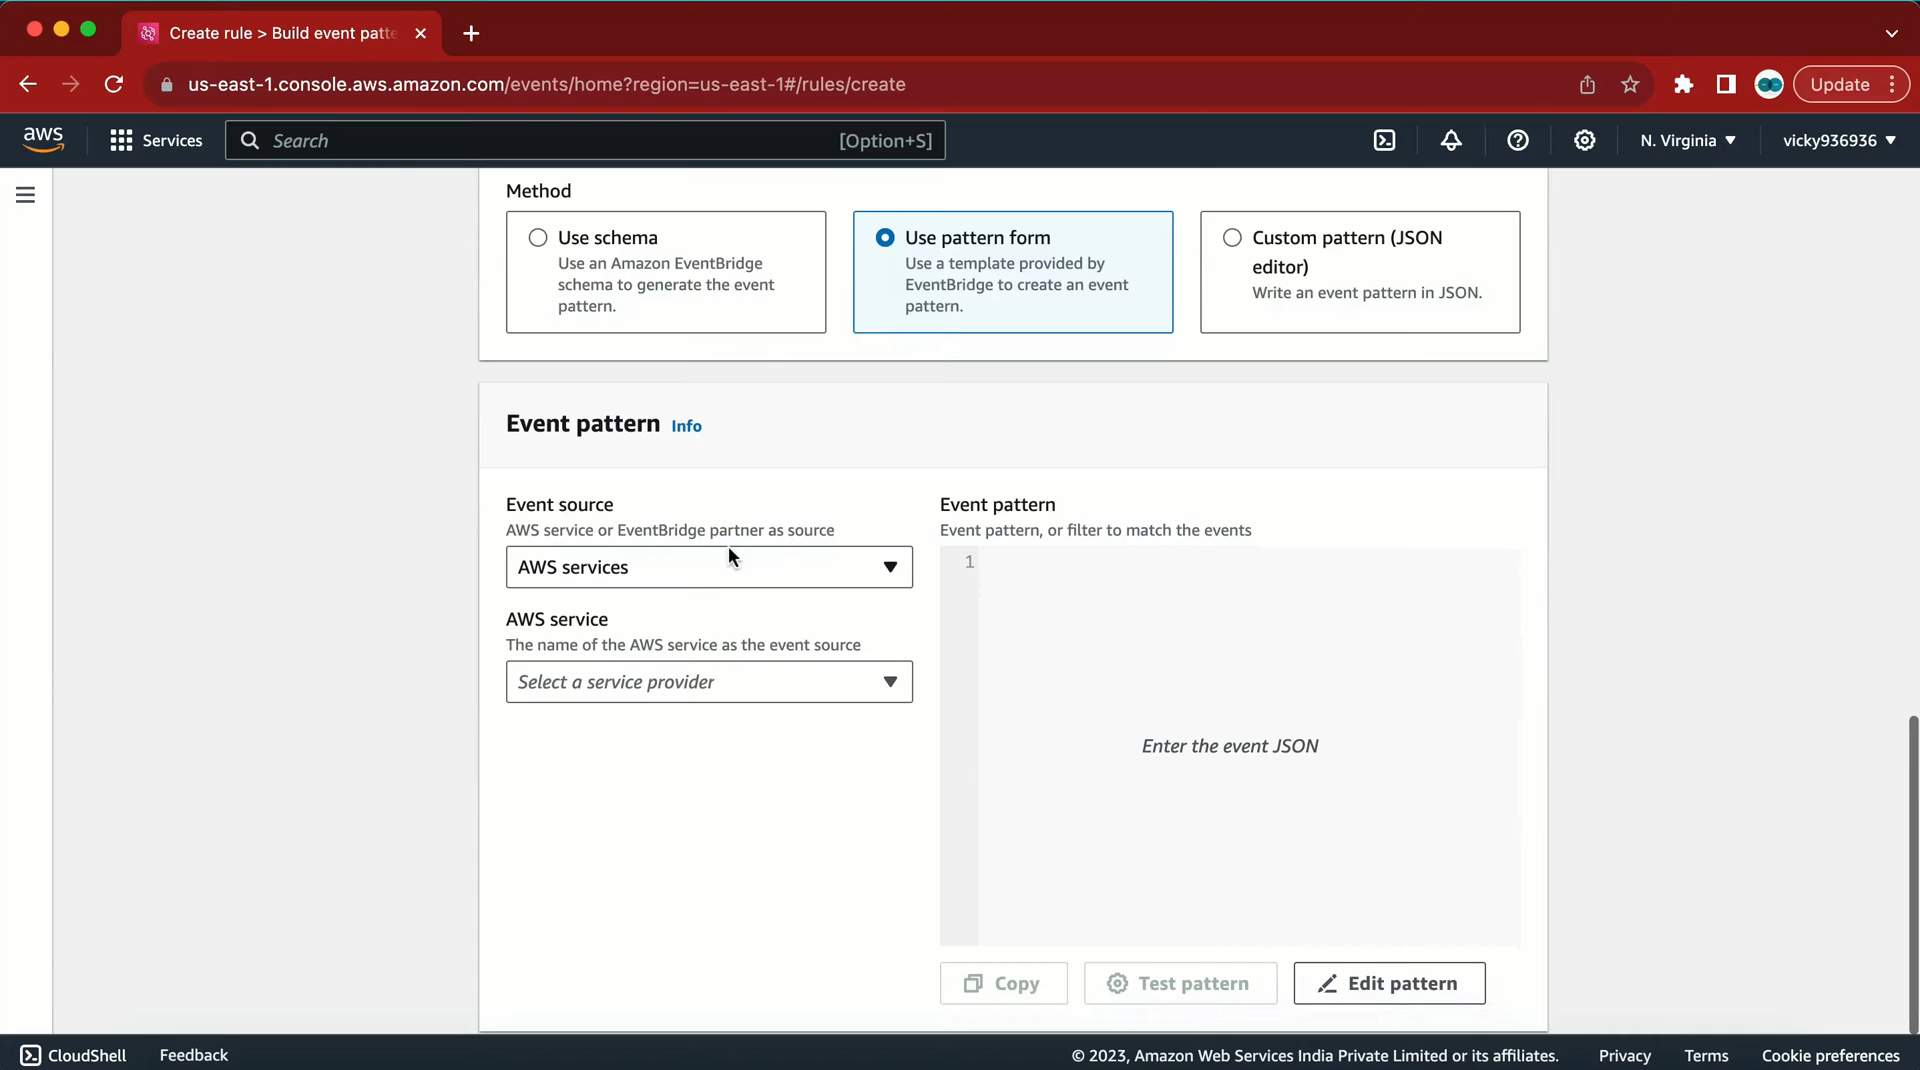 Create rule > Build event patte
us-east-1.console.aws.amazon.com/events/home?region=us-east-1#/rules/create
Update
aws
Services
Search
[Option+S]
N. Virginia
vicky936936
Method
Use schema
Use an Amazon EventBridge
schema to generate the event
pattern.
Use pattern form
Use a template provided by
EventBridge to create an event
pattern.
Custom pattern (JSON
editor)
Write an event pattern in JSON.
Event pattern Info
Event source
AWS service or EventBridge partner as source
AWS services
AWS service
The name of the AWS service as the event source
Select a service provider
Event pattern
Event pattern, or filter to match the events
1
Enter the event JSON
Copy
Test pattern
Edit pattern
CloudShell
Feedback
© 2023, Amazon Web Services India Private Limited or its affiliates.
Privacy
Terms
Cookie preferences